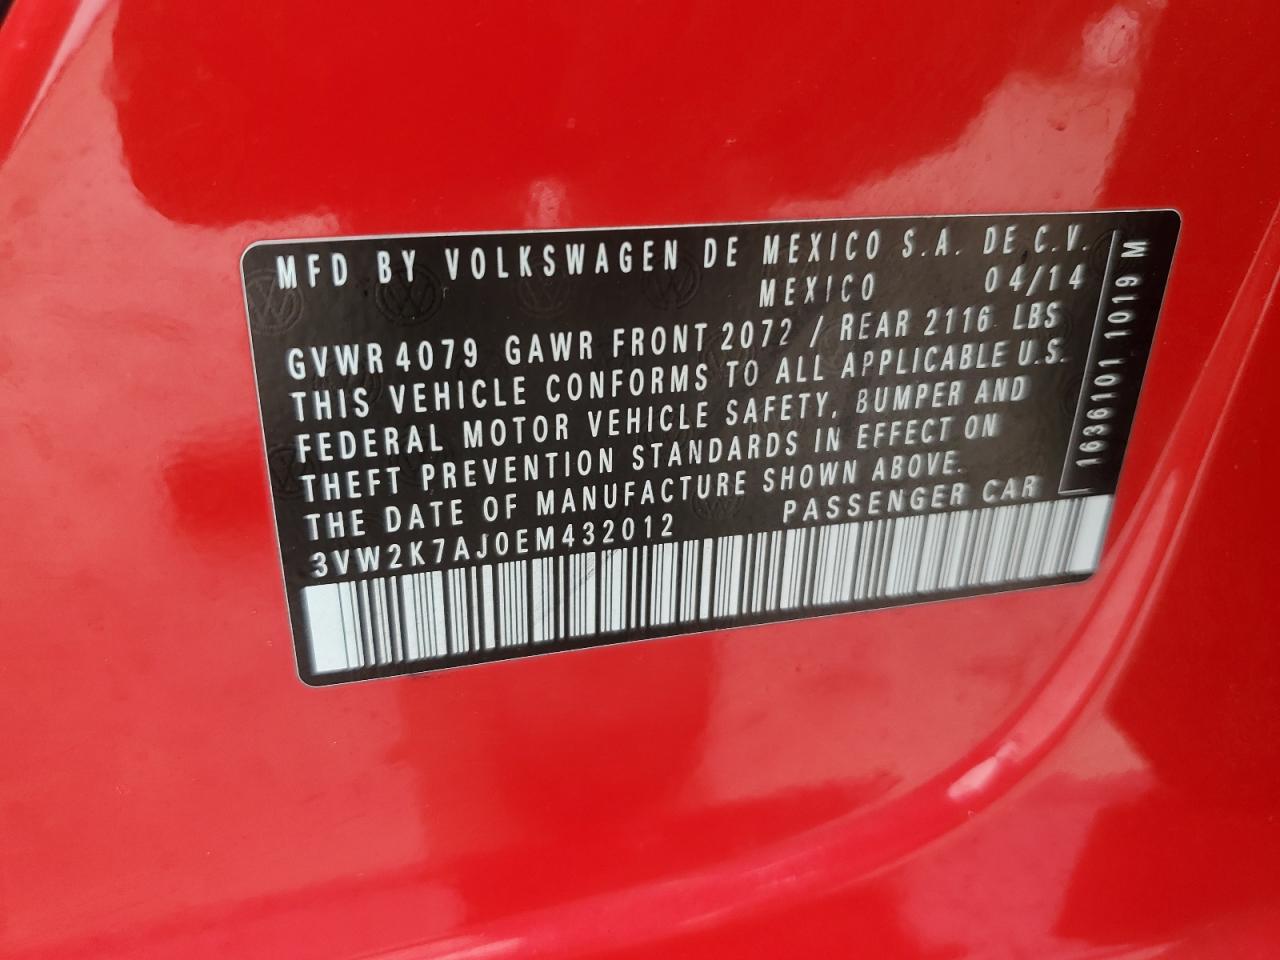 MFD BY VOLKSWAGEN DE MEXICO S.A. DE C.V.
MEXICO 04/14
GVWR 4079 GAWR FRONT 2072 / REAR 2116 LBS
THIS VEHICLE CONFORMS TO ALL APPLICABLE U.S.
FEDERAL MOTOR VEHICLE SAFETY, BUMPER AND
THEFT PREVENTION STANDARDS IN EFFECT ON
THE DATE OF MANUFACTURE SHOWN ABOVE.
3VW2K7AJ0EM432012 PASSENGER CAR
1636101 1019 M